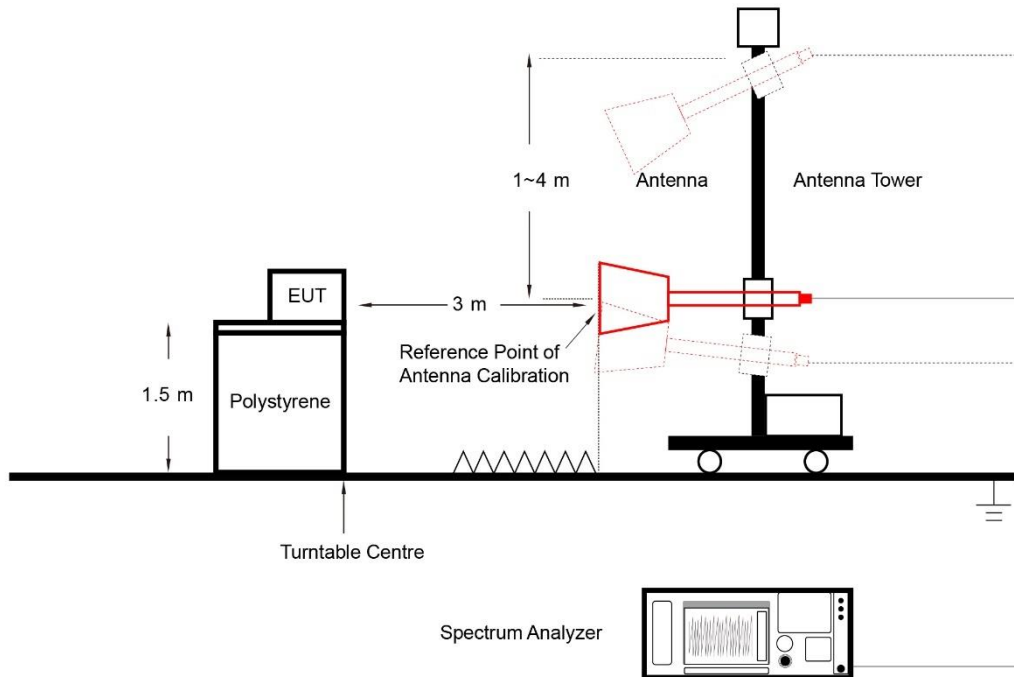 1~4 m
Antenna
Antenna Tower
EUT
3 m
Reference Point of
Antenna Calibration
1.5 m
Polystyrene
Turntable Centre
Spectrum Analyzer